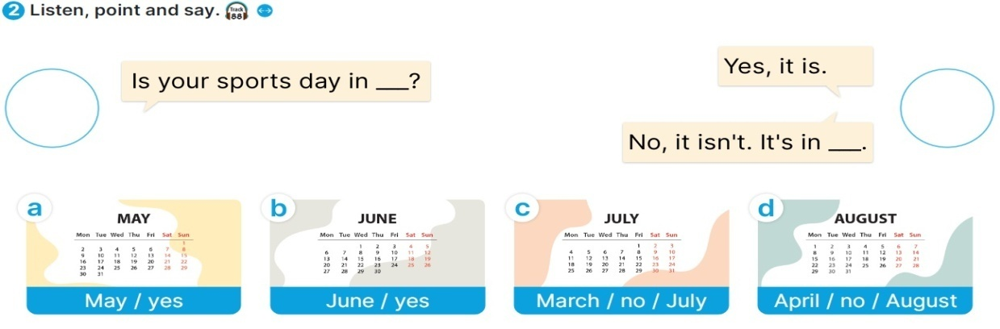 2 Listen, point and say. Track 88
Is your sports day in ___?
Yes, it is.
No, it isn't. It's in ___.
a
MAY
Mon Tue Wed Thu Fri Sat Sun
1
2 3 4 5 6 7 8
9 10 11 12 13 14 15
16 17 18 19 20 21 22
23 24 25 26 27 28 29
30 31
May / yes
b
JUNE
Mon Tue Wed Thu Fri Sat Sun
1 2 3 4 5
6 7 8 9 10 11 12
13 14 15 16 17 18 19
20 21 22 23 24 25 26
27 28 29 30
June / yes
c
JULY
Mon Tue Wed Thu Fri Sat Sun
1 2 3
4 5 6 7 8 9 10
11 12 13 14 15 16 17
18 19 20 21 22 23 24
25 26 27 28 29 30 31
March / no / July
d
AUGUST
Mon Tue Wed Thu Fri Sat Sun
1 2 3 4 5 6 7
8 9 10 11 12 13 14
15 16 17 18 19 20 21
22 23 24 25 26 27 28
29 30 31
April / no / August